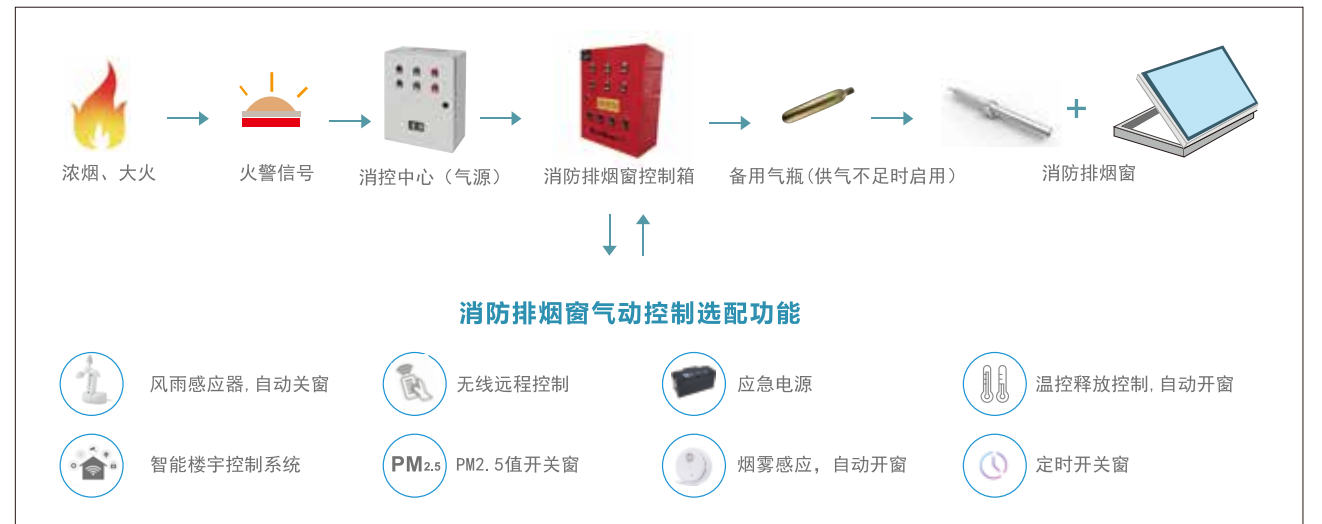 浓烟、大火
火警信号
消控中心（气源）
消防排烟窗控制箱
备用气瓶(供气不足时启用)
消防排烟窗
消防排烟窗气动控制选配功能
风雨感应器,自动关窗
无线远程控制
应急电源
温控释放控制,自动开窗
智能楼宇控制系统
PM2.5
PM2.5值开关窗
烟雾感应，自动开窗
定时开关窗